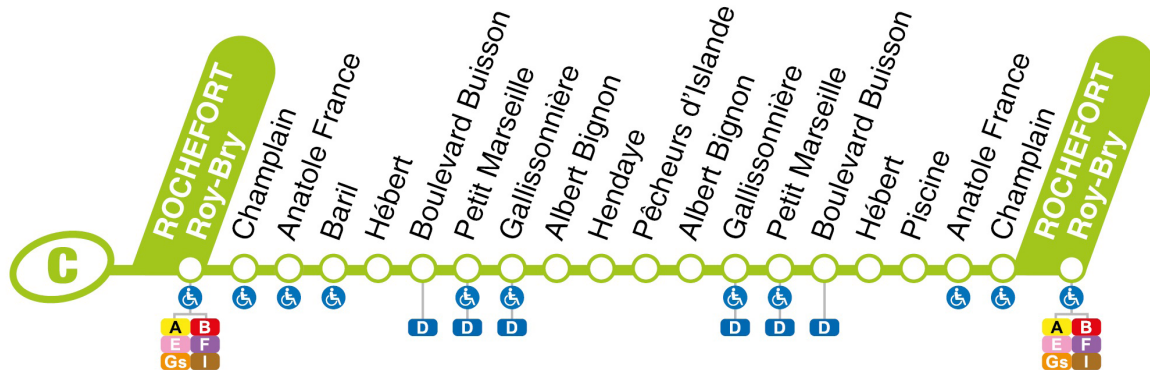 C
ROCHEFORT
Roy-Bry
Champlain
Anatole France
Baril
Hébert
Boulevard Buisson
Petit Marseille
Gallissonnière
Albert Bignon
Hendaye
Pêcheurs d'Islande
Albert Bignon
Gallissonnière
Petit Marseille
Boulevard Buisson
Hébert
Piscine
Anatole France
Champlain
ROCHEFORT
Roy-Bry
A B
E F
Gs I
D
D
D
D
D
D
A B
E F
Gs I